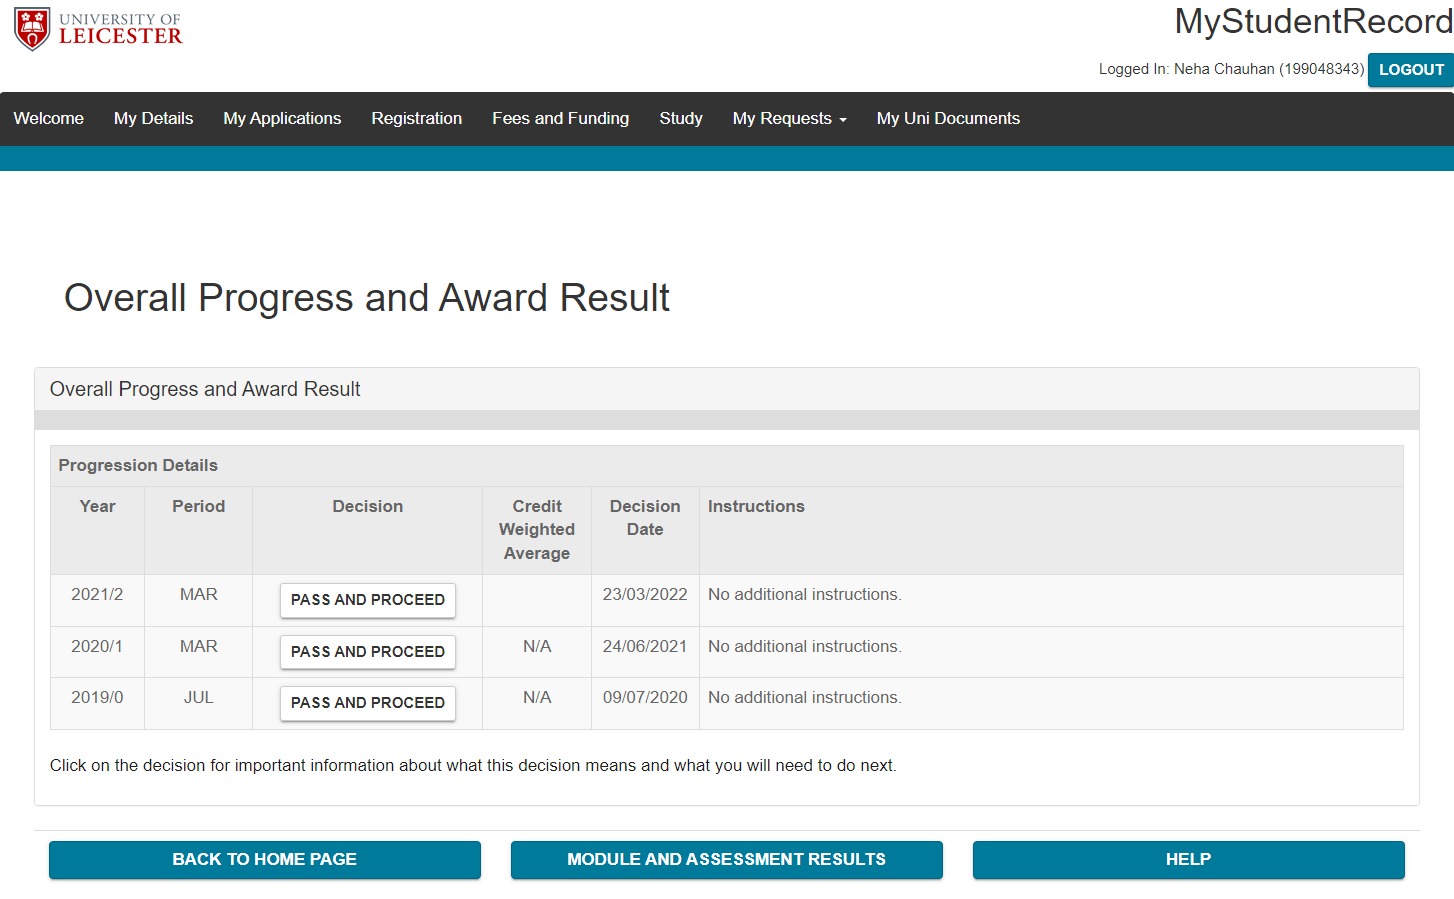 UNIVERSITY OF
LEICESTER
MyStudentRecord
Logged In: Neha Chauhan (199048343) LOGOUT
Welcome My Details My Applications Registration Fees and Funding Study My Requests My Uni Documents
Overall Progress and Award Result
Overall Progress and Award Result
Progression Details
Year Period Decision Credit Weighted Average Decision Date Instructions
2021/2 MAR PASS AND PROCEED 23/03/2022 No additional instructions.
2020/1 MAR PASS AND PROCEED N/A 24/06/2021 No additional instructions.
2019/0 JUL PASS AND PROCEED N/A 09/07/2020 No additional instructions.
Click on the decision for important information about what this decision means and what you will need to do next.
BACK TO HOME PAGE MODULE AND ASSESSMENT RESULTS HELP